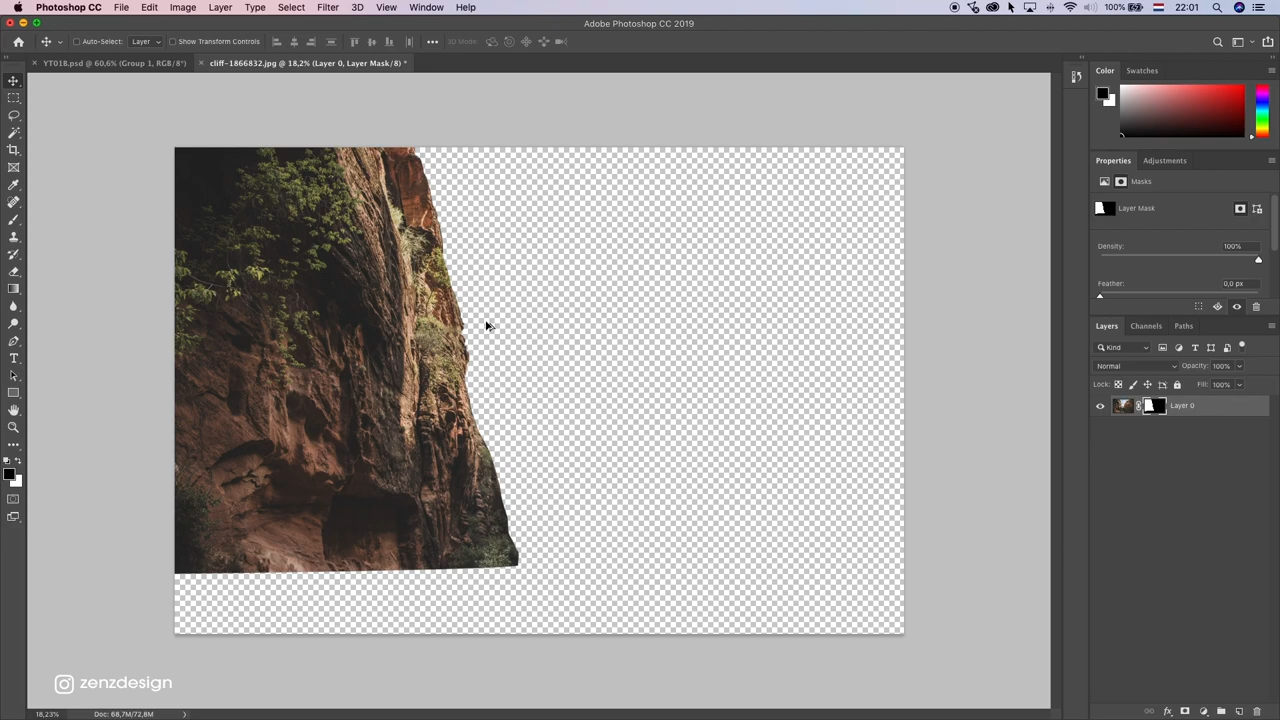 Photoshop CC File Edit Image Layer Type Select Filter 3D View Window Help 100% 22:01
Adobe Photoshop CC 2019
Auto-Select: Layer Show Transform Controls 3D Mode:
YT018.psd @ 60,6% (Group 1, RGB/8*) cliff-1866832.jpg @ 18,2% (Layer 0, Layer Mask/8) *
Color Swatches
Properties Adjustments
Masks
Layer Mask
Density: 100%
Feather: 0,0 px
Layers Channels Paths
Kind
Normal Opacity: 100%
Lock: Fill: 100%
Layer 0
zenzdesign
18,23% Doc: 68,7M/72,8M